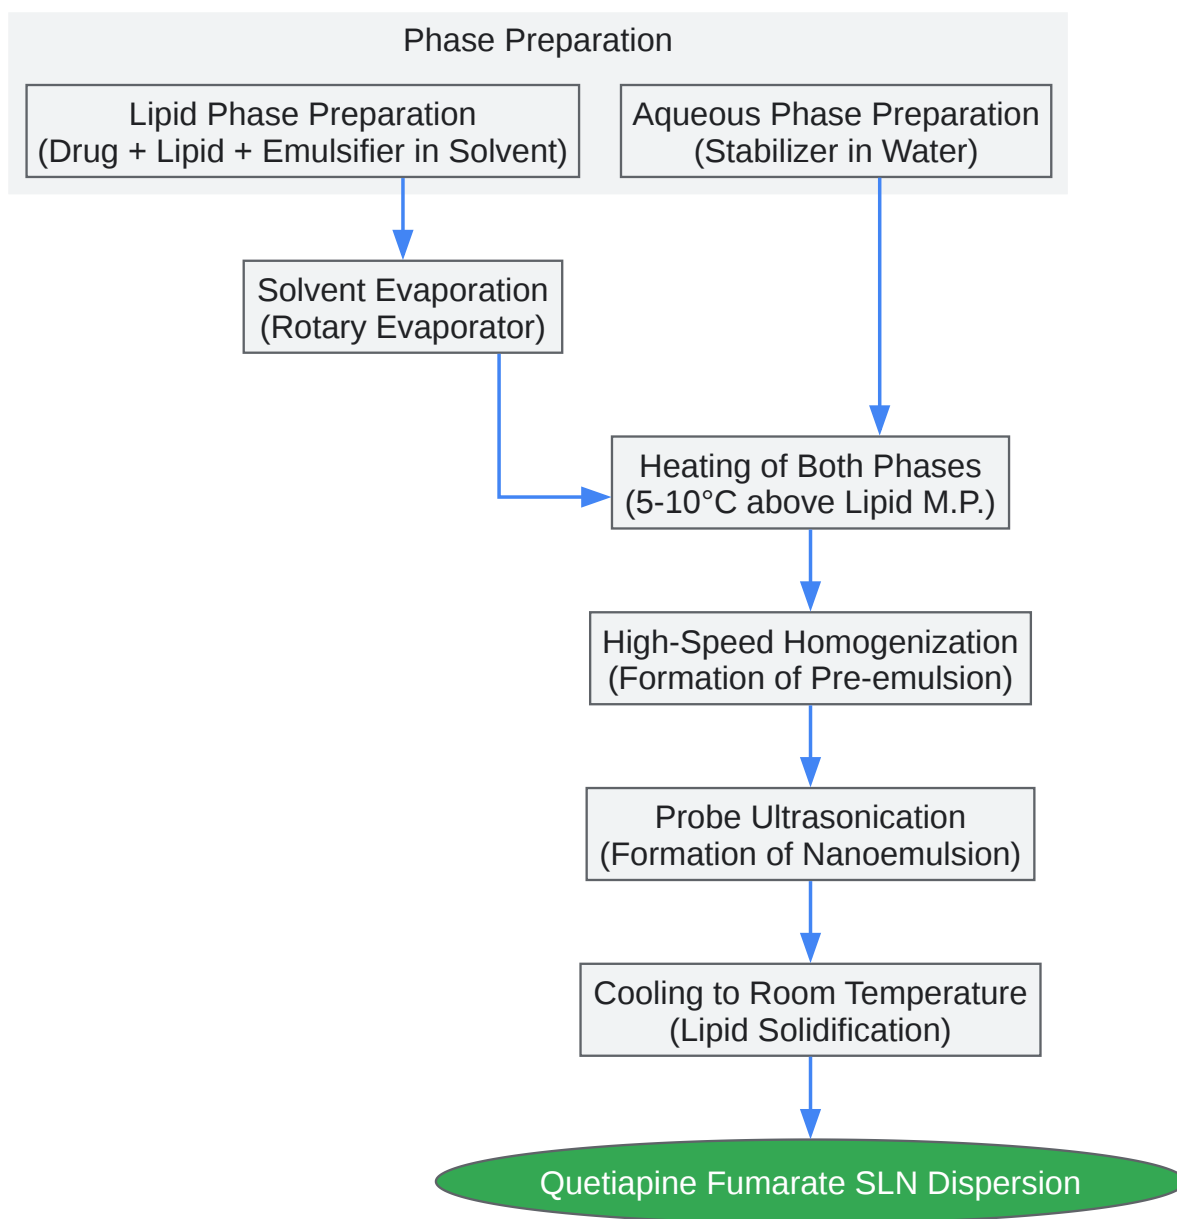 Phase Preparation
Lipid Phase Preparation
(Drug + Lipid + Emulsifier in Solvent)
Aqueous Phase Preparation
(Stabilizer in Water)
Solvent Evaporation
(Rotary Evaporator)
Heating of Both Phases
(5-10°C above Lipid M.P.)
High-Speed Homogenization
(Formation of Pre-emulsion)
Probe Ultrasonication
(Formation of Nanoemulsion)
Cooling to Room Temperature
(Lipid Solidification)
Quetiapine Fumarate SLN Dispersion